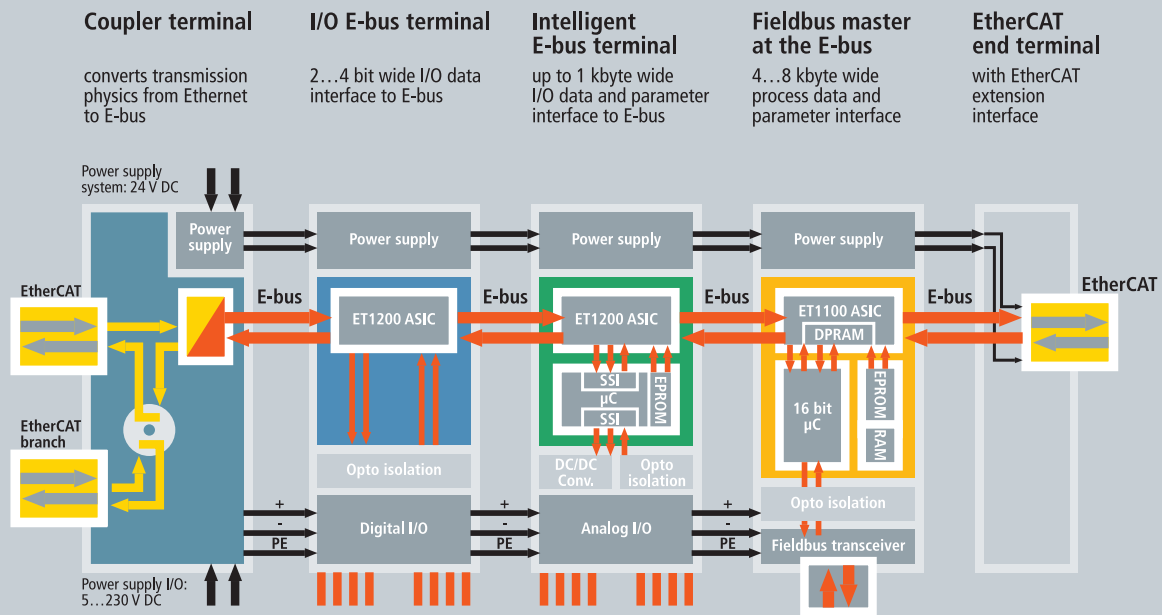 Coupler terminal
converts transmission
physics from Ethernet
to E-bus
I/O E-bus terminal
2…4 bit wide I/O data
interface to E-bus
Intelligent
E-bus terminal
up to 1 kbyte wide
I/O data and parameter
interface to E-bus
Fieldbus master
at the E-bus
4…8 kbyte wide
process data and
parameter interface
EtherCAT
end terminal
with EtherCAT
extension
interface
Power supply
system: 24 V DC
Power
supply
Power supply
Power supply
Power supply
EtherCAT
E-bus
E-bus
E-bus
E-bus
EtherCAT
ET1200 ASIC
ET1200 ASIC
ET1100 ASIC
DPRAM
SSI
µC
SSI
EPROM
16 bit
µC
EPROM
RAM
EtherCAT
branch
Opto isolation
DC/DC
Conv.
Opto
isolation
Opto isolation
+
-
PE
Digital I/O
+
-
PE
Analog I/O
+
-
PE
Fieldbus transceiver
Power supply I/O:
5…230 V DC